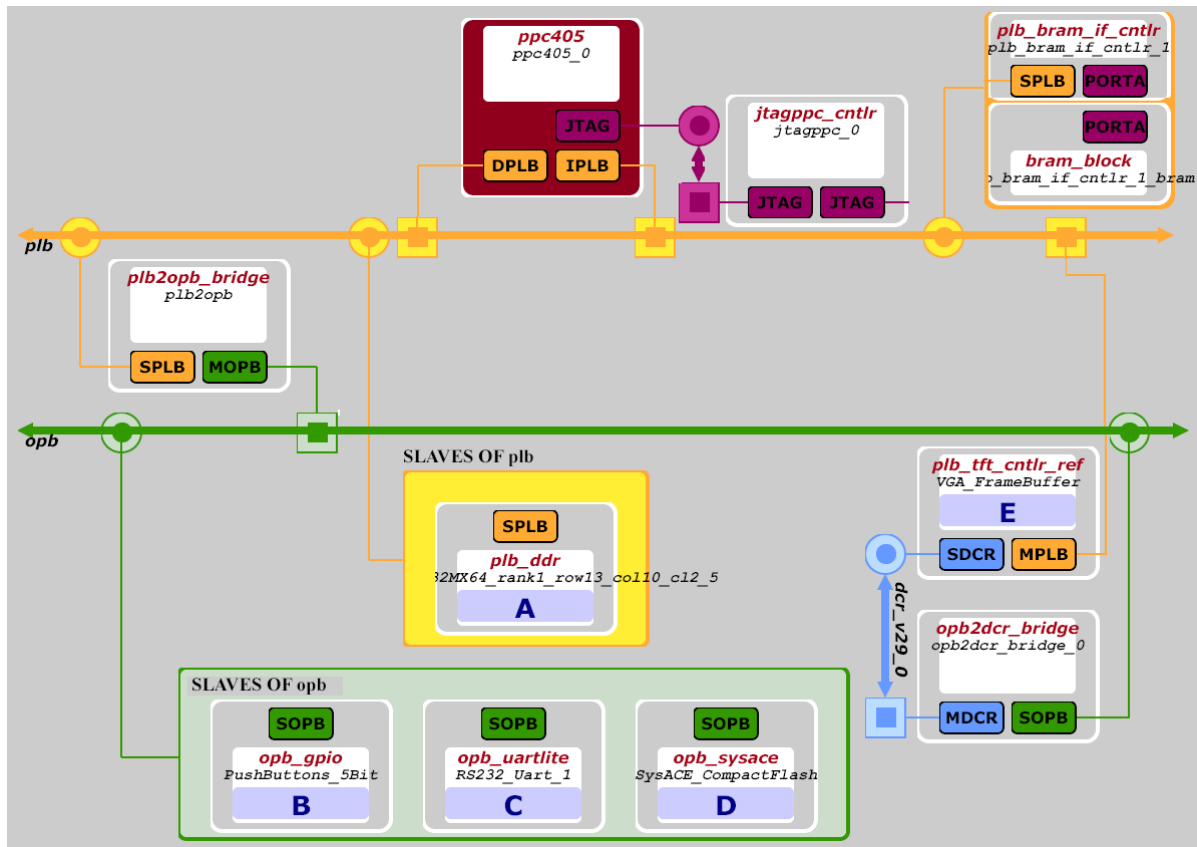 ppc405
ppc405_0
JTAG
DPLB
IPLB
jtagppc_cntlr
jtagppc_0
JTAG
JTAG
plb_bram_if_cntlr
plb_bram_if_cntlr_1
SPLB
PORTA
PORTA
bram_block
b_bram_if_cntlr_1_bram
plb
plb2opb_bridge
plb2opb
SPLB
MOPB
opb
SLAVES OF plb
SPLB
plb_ddr
32MX64_rank1_row13_col10_cl2_5
A
plb_tft_cntlr_ref
VGA_FrameBuffer
E
SDCR
MPLB
dcr_v29_0
opb2dcr_bridge
opb2dcr_bridge_0
MDCR
SOPB
SLAVES OF opb
SOPB
opb_gpio
PushButtons_5Bit
B
SOPB
opb_uartlite
RS232_Uart_1
C
SOPB
opb_sysace
SysACE_CompactFlash
D